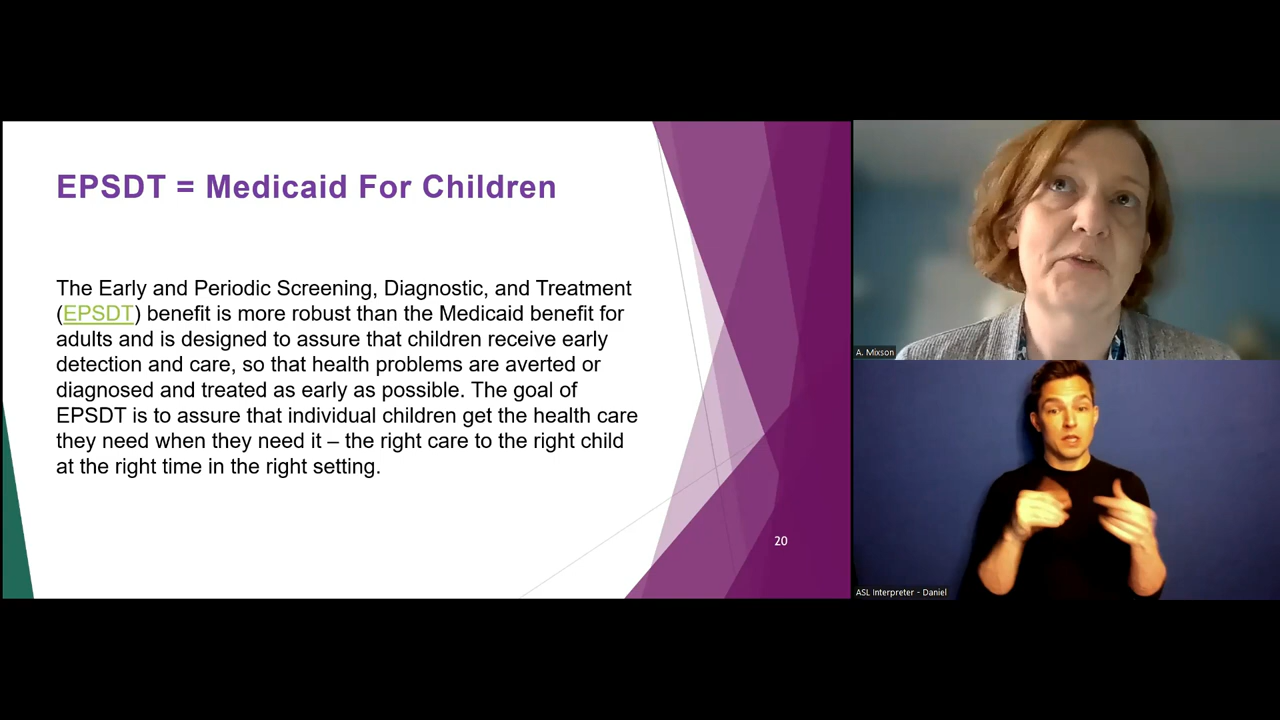 EPSDT = Medicaid For Children
The Early and Periodic Screening, Diagnostic, and Treatment
(EPSDT) benefit is more robust than the Medicaid benefit for
adults and is designed to assure that children receive early
detection and care, so that health problems are averted or
diagnosed and treated as early as possible. The goal of
EPSDT is to assure that individual children get the health care
they need when they need it – the right care to the right child
at the right time in the right setting.
20
A. Mixson
ASL Interpreter - Daniel